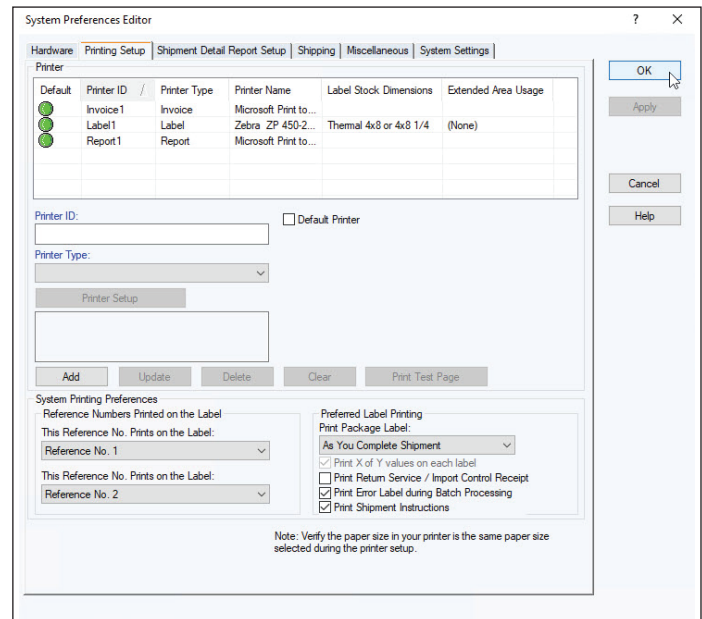 System Preferences Editor ? X
Hardware Printing Setup Shipment Detail Report Setup Shipping Miscellaneous System Settings
Printer
OK
Default Printer ID / Printer Type Printer Name Label Stock Dimensions Extended Area Usage
Apply
Invoice1 Invoice Microsoft Print to...
Label1 Label Zebra ZP 450-2... Thermal 4x8 or 4x8 1/4 (None)
Report1 Report Microsoft Print to...
Cancel
Printer ID: Default Printer
Help
Printer Type:
Printer Setup
Add Update Delete Clear Print Test Page
System Printing Preferences
Reference Numbers Printed on the Label
This Reference No. Prints on the Label:
Reference No. 1
This Reference No. Prints on the Label:
Reference No. 2
Preferred Label Printing
Print Package Label:
As You Complete Shipment
Print X of Y values on each label
Print Return Service / Import Control Receipt
Print Error Label during Batch Processing
Print Shipment Instructions
Note: Verify the paper size in your printer is the same paper size
selected during the printer setup.